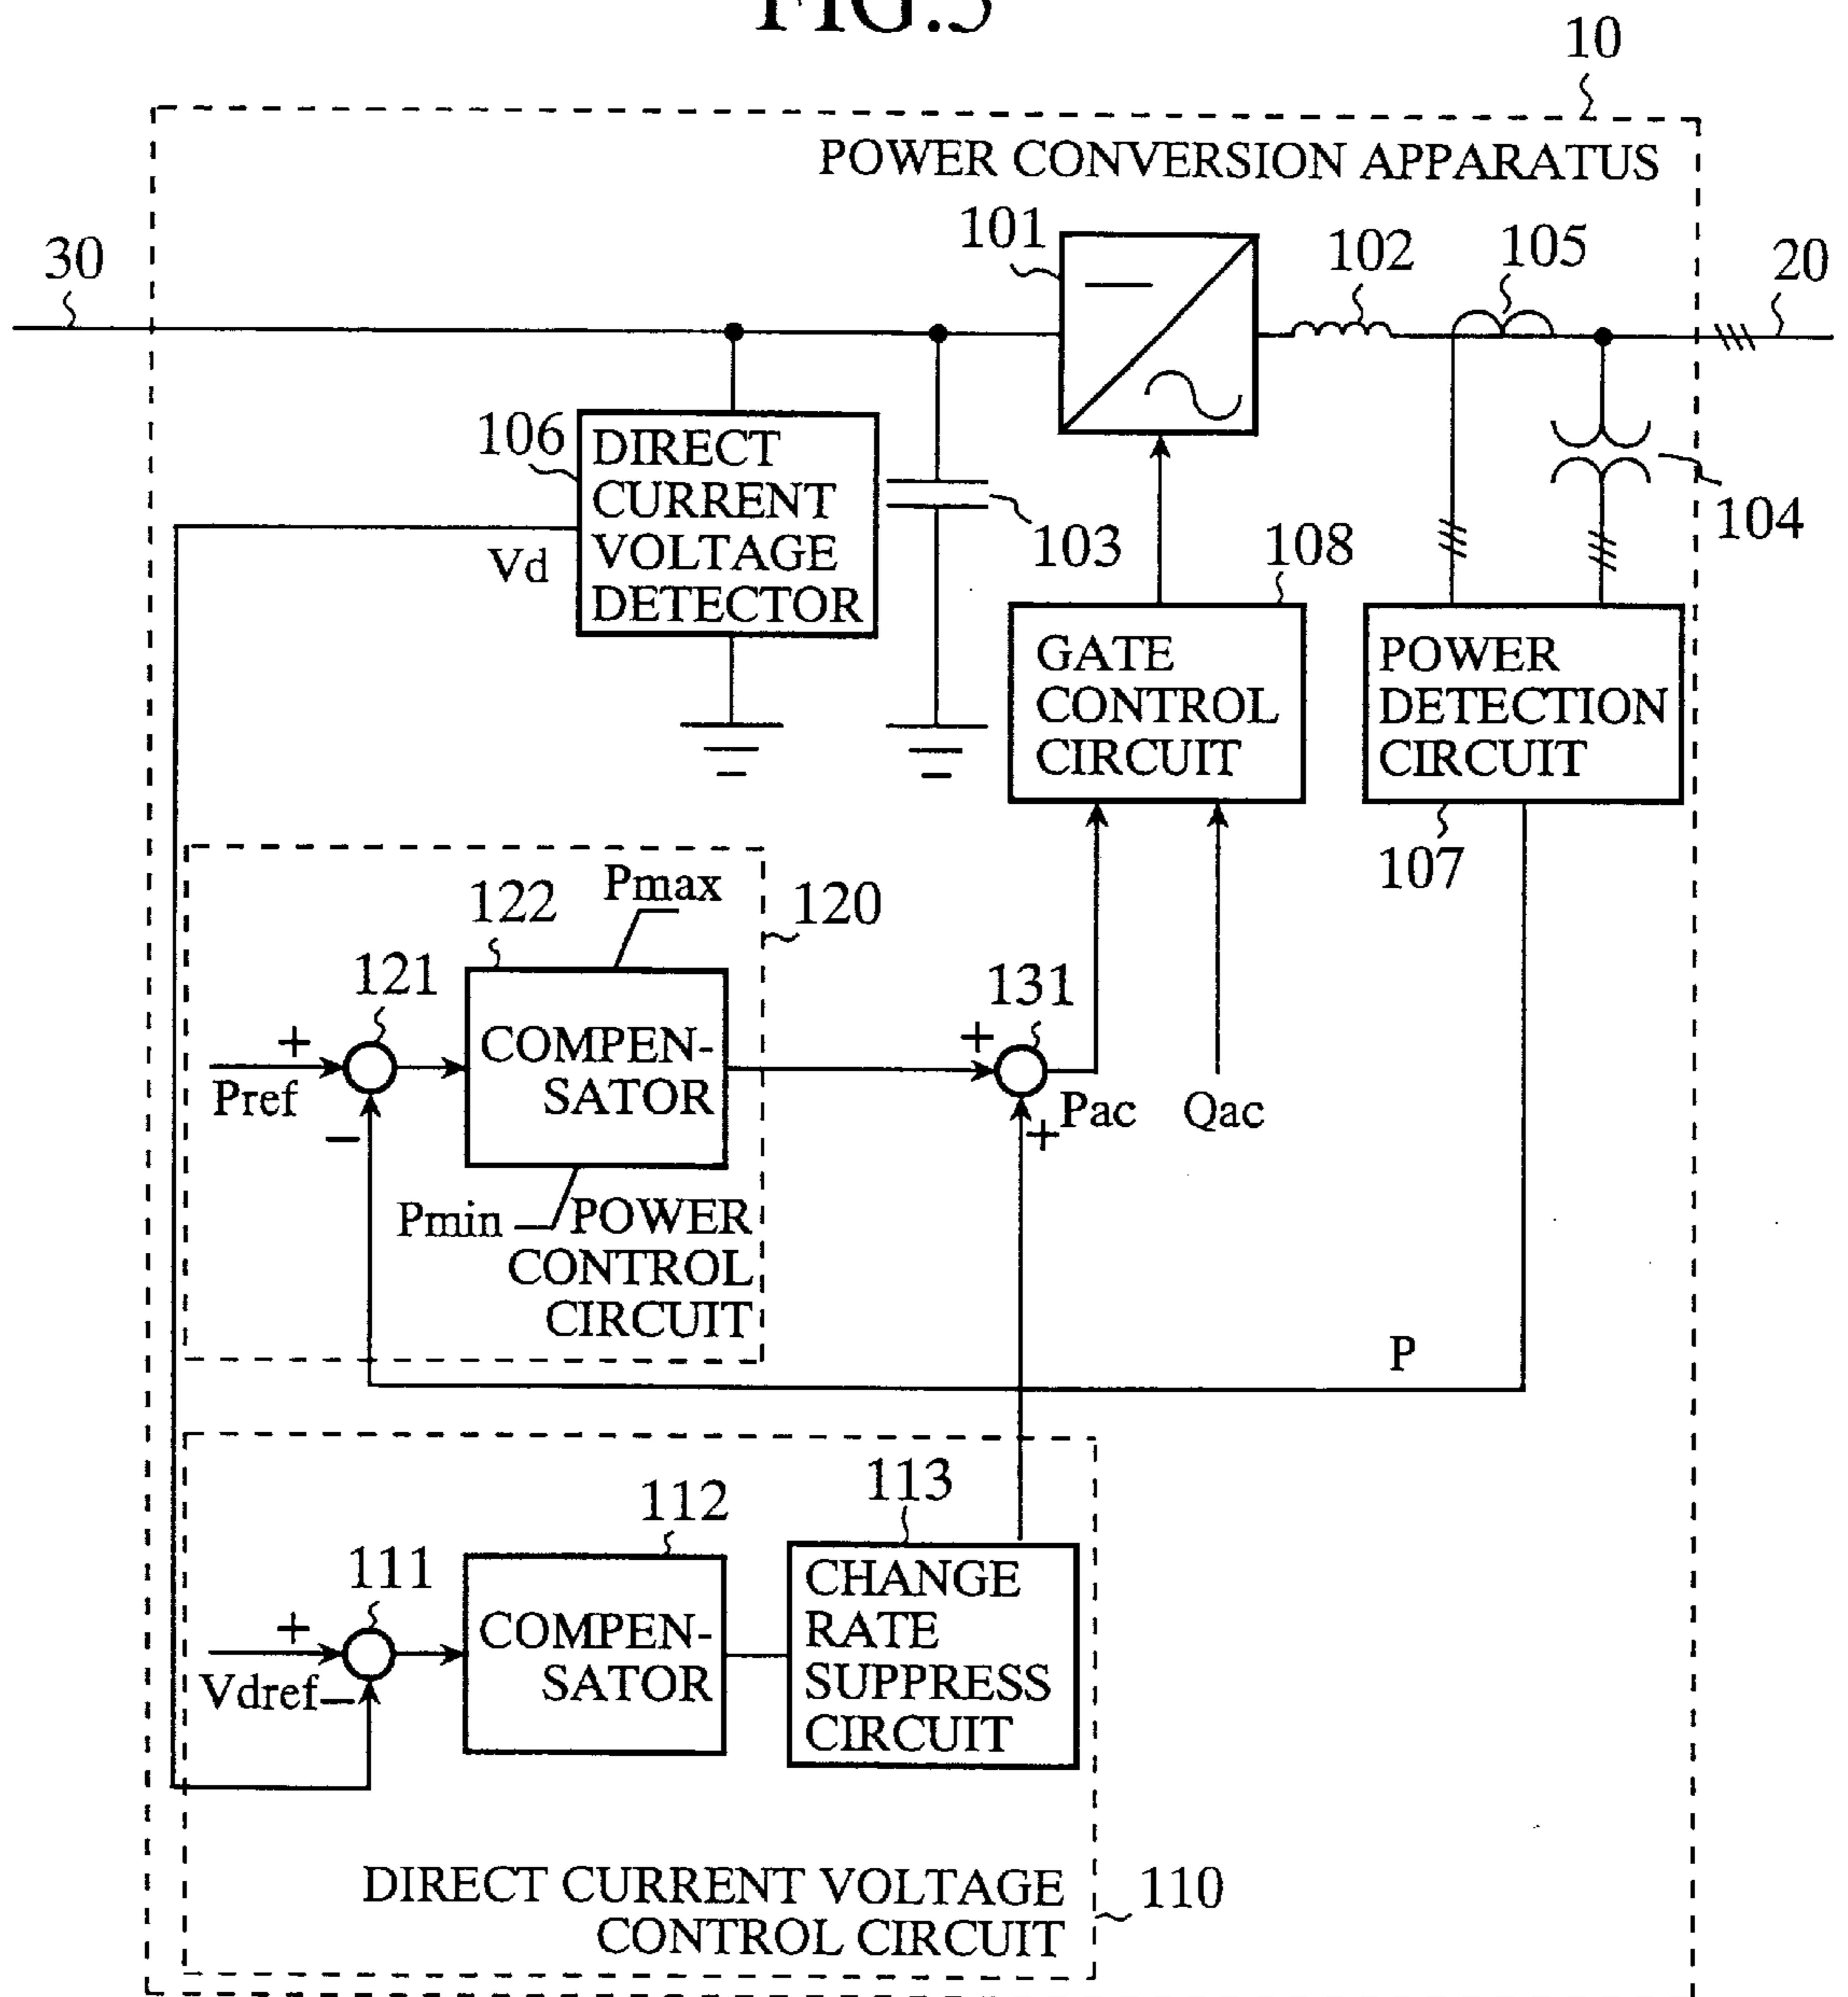 FIG.5
10
POWER CONVERSION APPARATUS
30
101
102
105
20
106
DIRECT
CURRENT
VOLTAGE
DETECTOR
Vd
103
104
108
GATE
CONTROL
CIRCUIT
POWER
DETECTION
CIRCUIT
107
120
122
Pmax
121
+
Pref
−
COMPEN-
SATOR
Pmin
POWER
CONTROL
CIRCUIT
131
+
+
Pac
Qac
P
113
112
111
+
Vdref
−
COMPEN-
SATOR
CHANGE
RATE
SUPPRESS
CIRCUIT
DIRECT CURRENT VOLTAGE
CONTROL CIRCUIT
110